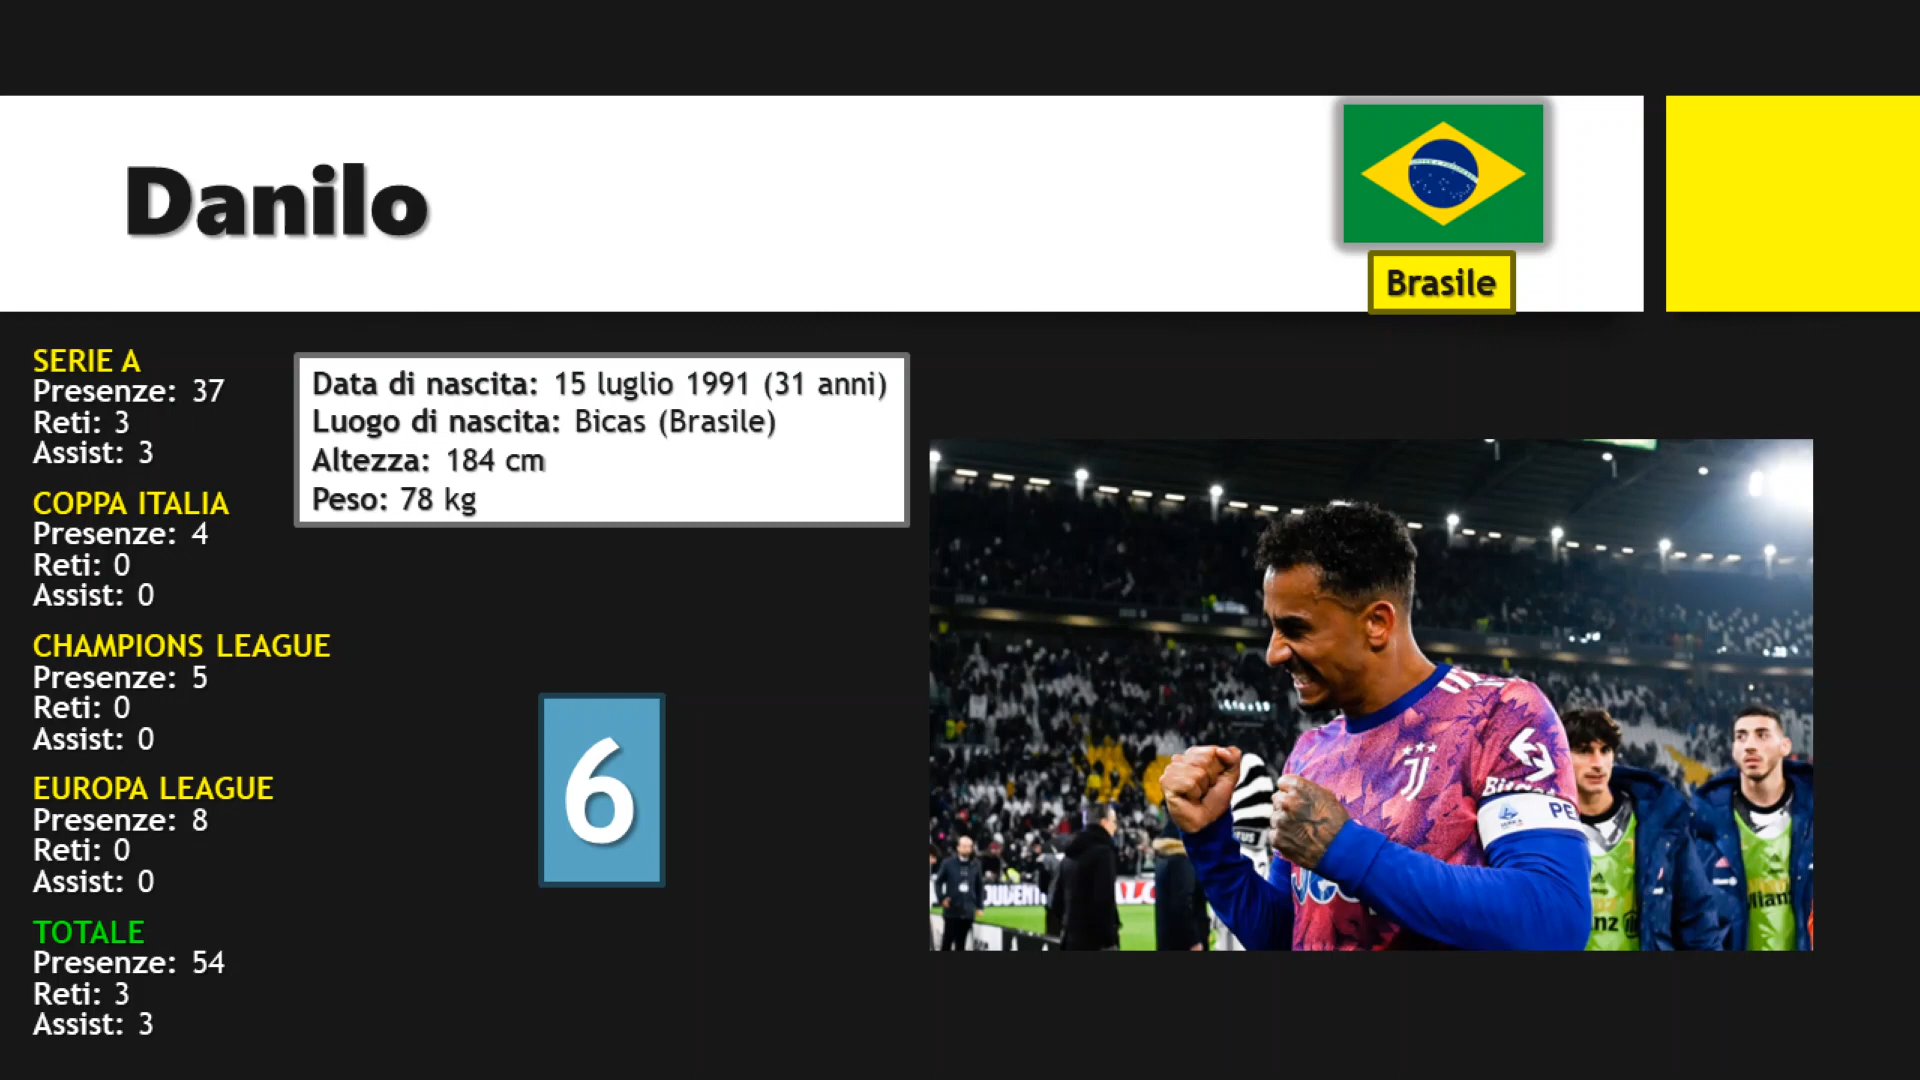 Danilo
Brasile
SERIE A
Presenze: 37
Reti: 3
Assist: 3
COPPA ITALIA
Presenze: 4
Reti: 0
Assist: 0
CHAMPIONS LEAGUE
Presenze: 5
Reti: 0
Assist: 0
EUROPA LEAGUE
Presenze: 8
Reti: 0
Assist: 0
TOTALE
Presenze: 54
Reti: 3
Assist: 3
Data di nascita: 15 luglio 1991 (31 anni)
Luogo di nascita: Bicas (Brasile)
Altezza: 184 cm
Peso: 78 kg
6